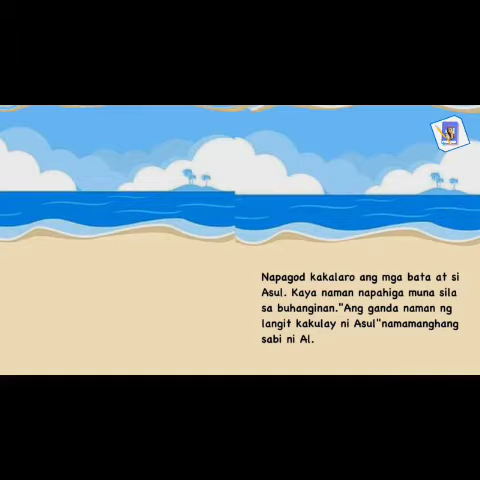 Napagod kakalaro ang mga bata at si
Asul. Kaya naman napahiga muna sila
sa buhanginan."Ang ganda naman ng
langit kakulay ni Asul"namamanghang
sabi ni Al.